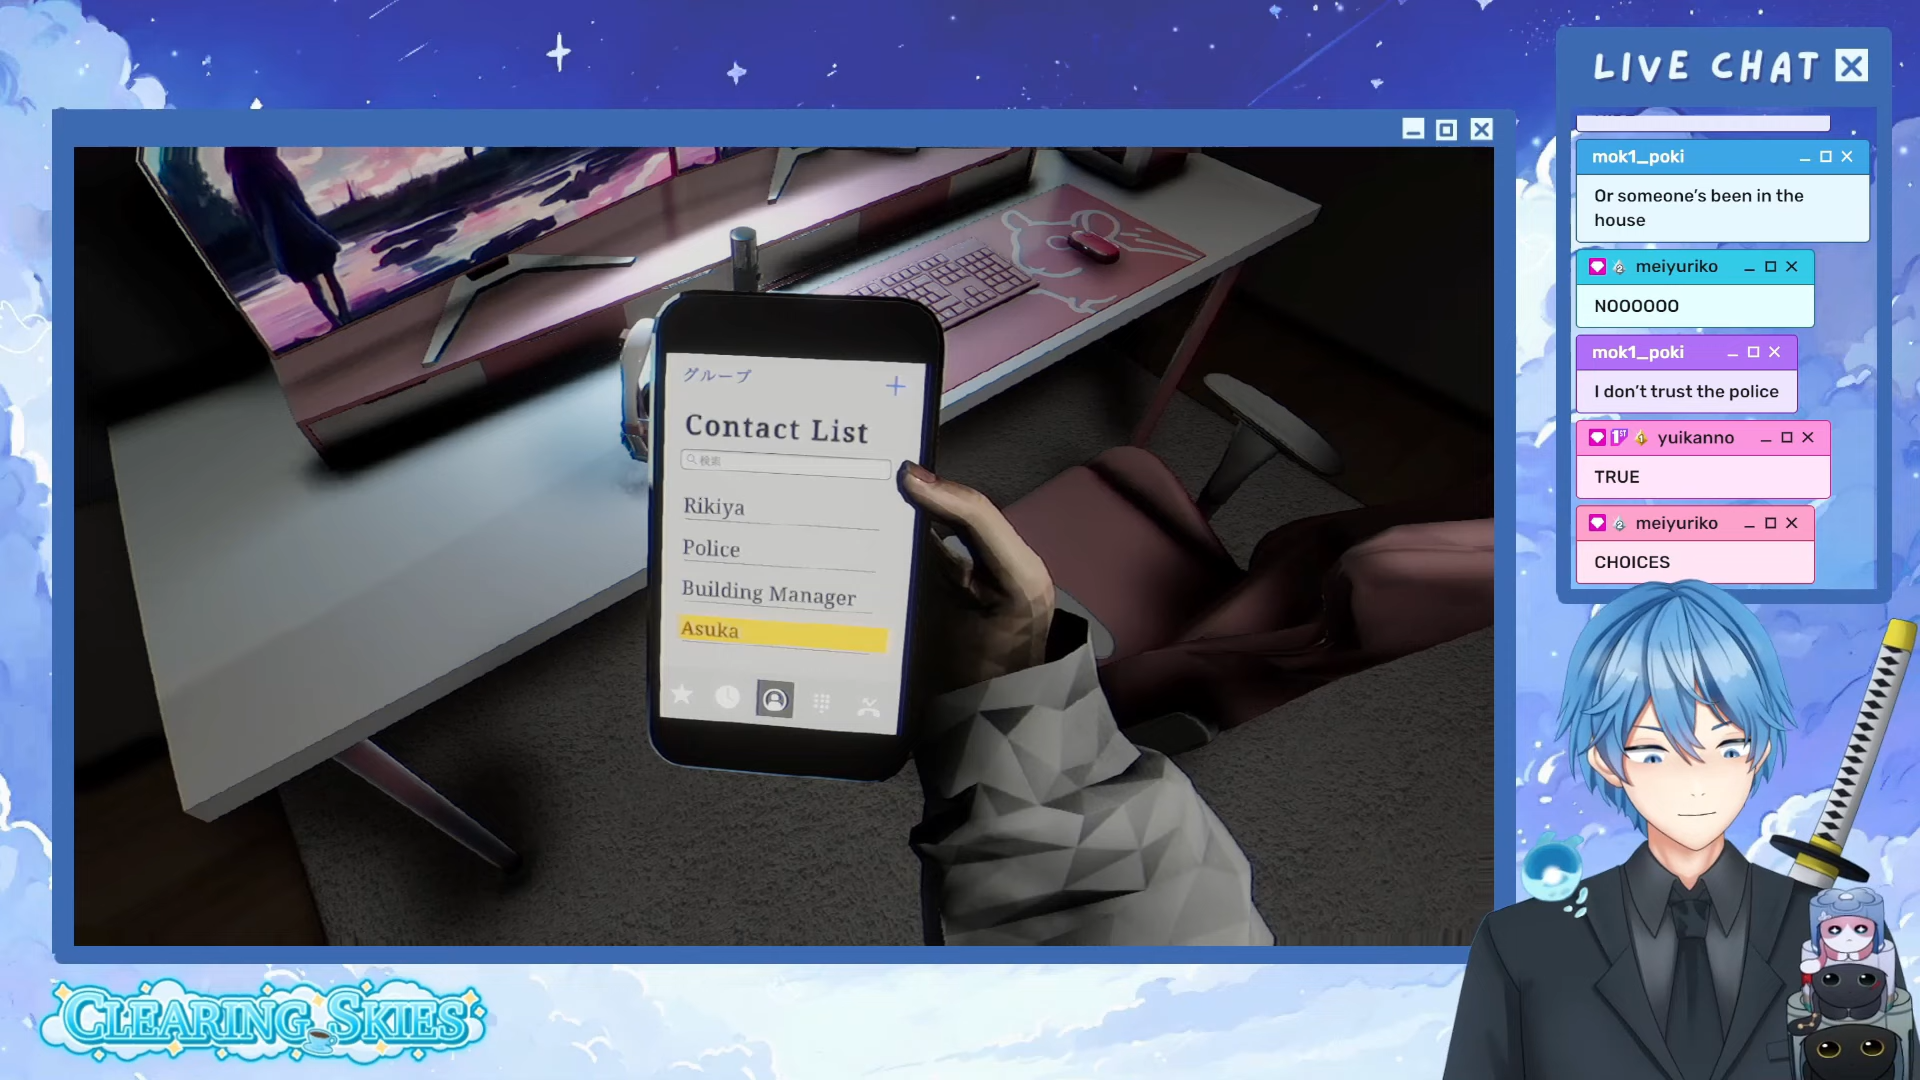 LIVE CHAT
mok1_poki
Or someone's been in the
house
meiyuriko
NOOOOOO
mok1_poki
I don't trust the police
1ST yuikanno
TRUE
meiyuriko
CHOICES
グループ
Contact List
検索
Rikiya
Police
Building Manager
Asuka
CLEARING SKIES